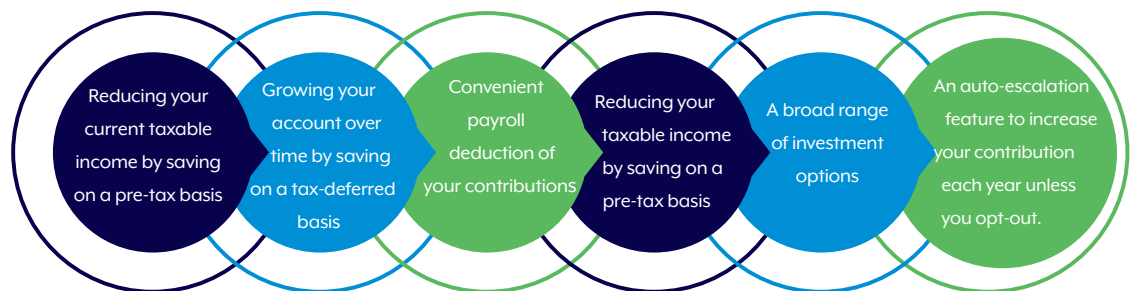 Reducing your
current taxable
income by saving
on a pre-tax basis
Growing your
account over
time by saving
on a tax-deferred
basis
Convenient
payroll
deduction of
your contributions
Reducing your
taxable income
by saving on a
pre-tax basis
A broad range
of investment
options
An auto-escalation
feature to increase
your contribution
each year unless
you opt-out.